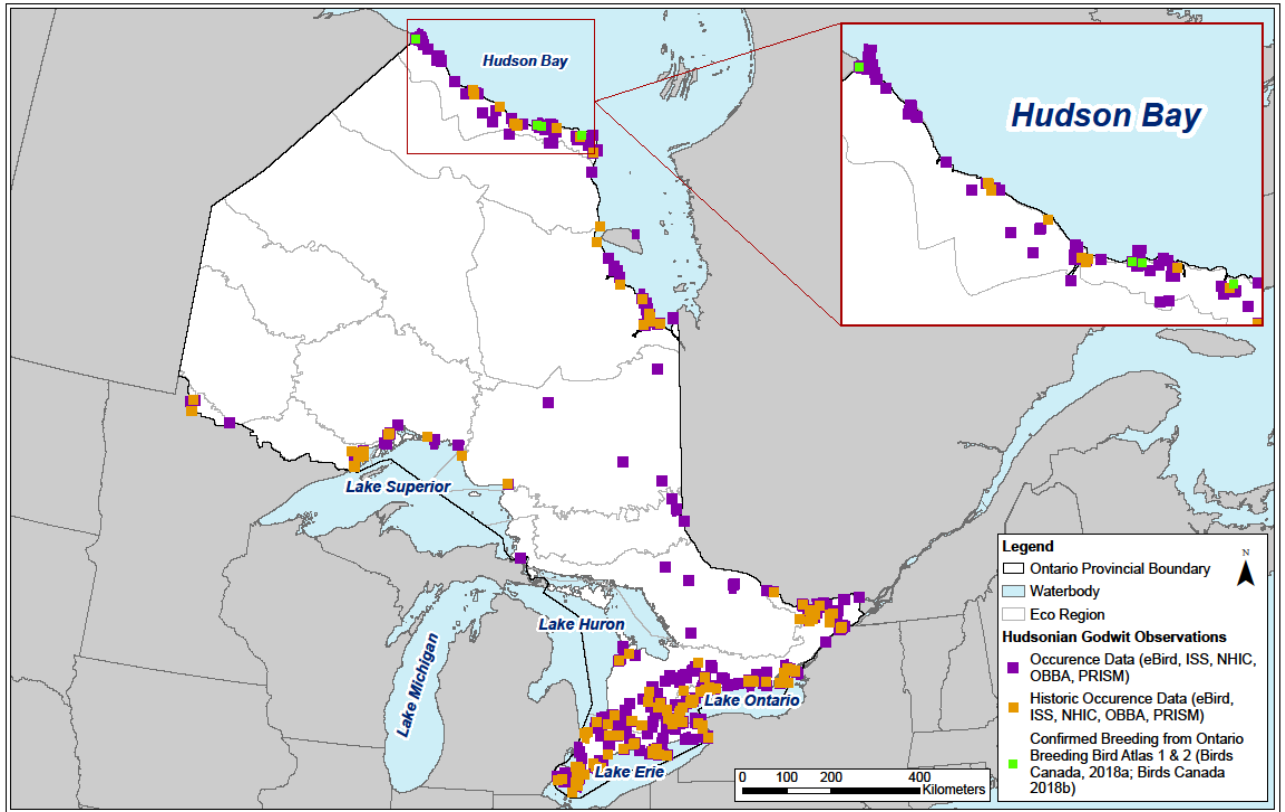 Hudson Bay
Hudson Bay
Lake Superior
Lake Michigan
Lake Huron
Lake Ontario
Lake Erie
0 100 200 400
Kilometers
N
Legend
Ontario Provincial Boundary
Waterbody
Eco Region
Hudsonian Godwit Observations
Occurence Data (eBird, ISS, NHIC,
OBBA, PRISM)
Historic Occurence Data (eBird,
ISS, NHIC, OBBA, PRISM)
Confirmed Breeding from Ontario
Breeding Bird Atlas 1 & 2 (Birds
Canada, 2018a; Birds Canada
2018b)